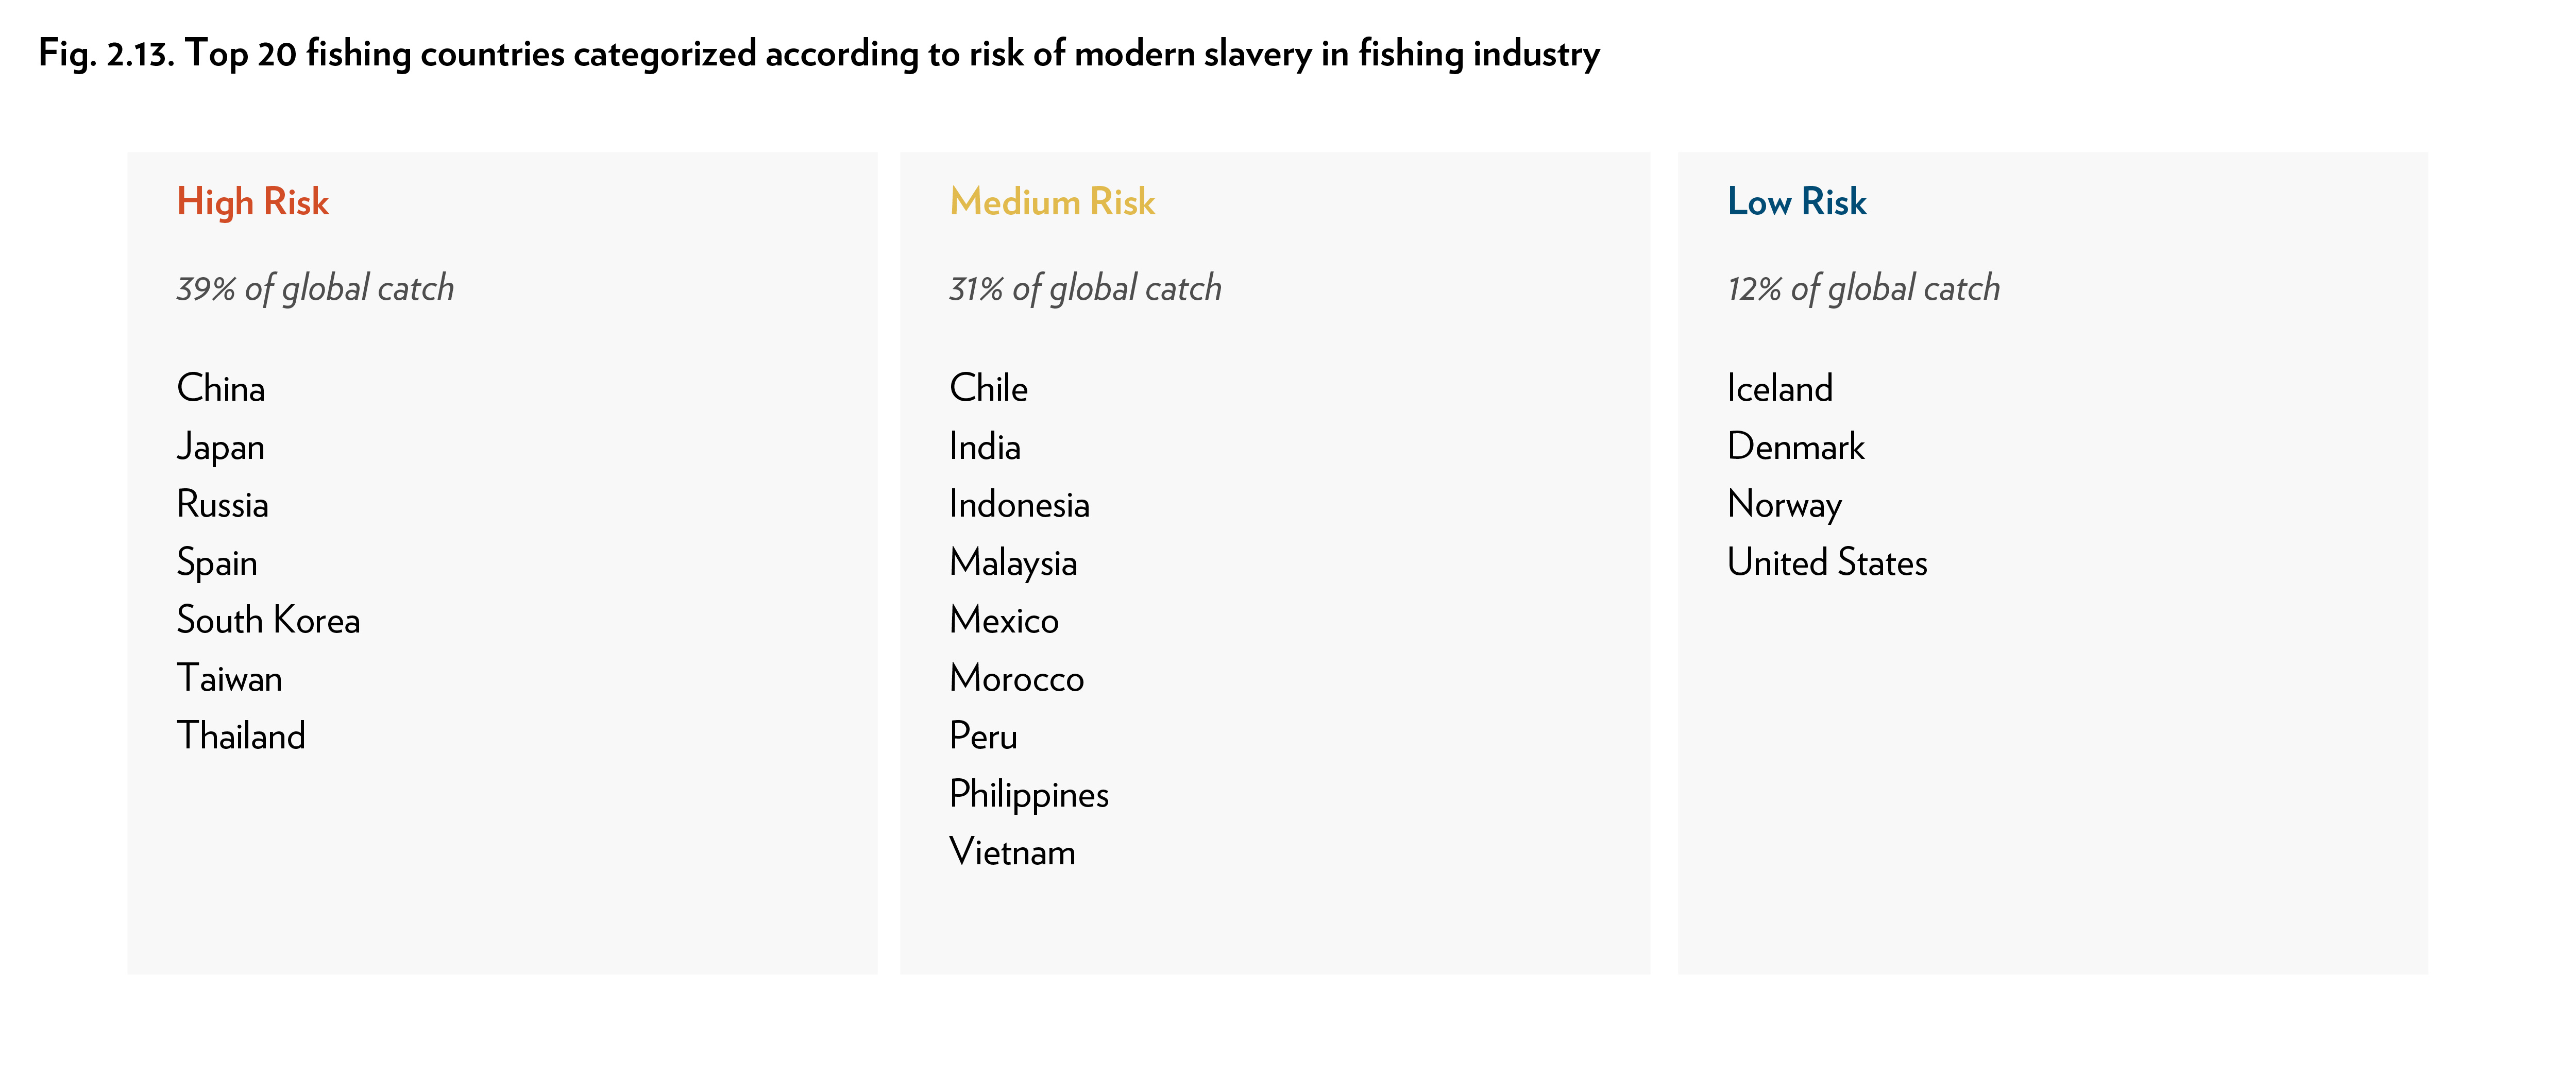 Fig. 2.13. Top 20 fishing countries categorized according to risk of modern slavery in fishing industry
High Risk
39% of global catch
China
Japan
Russia
Spain
South Korea
Taiwan
Thailand
Medium Risk
31% of global catch
Chile
India
Indonesia
Malaysia
Mexico
Morocco
Peru
Philippines
Vietnam
Low Risk
12% of global catch
Iceland
Denmark
Norway
United States